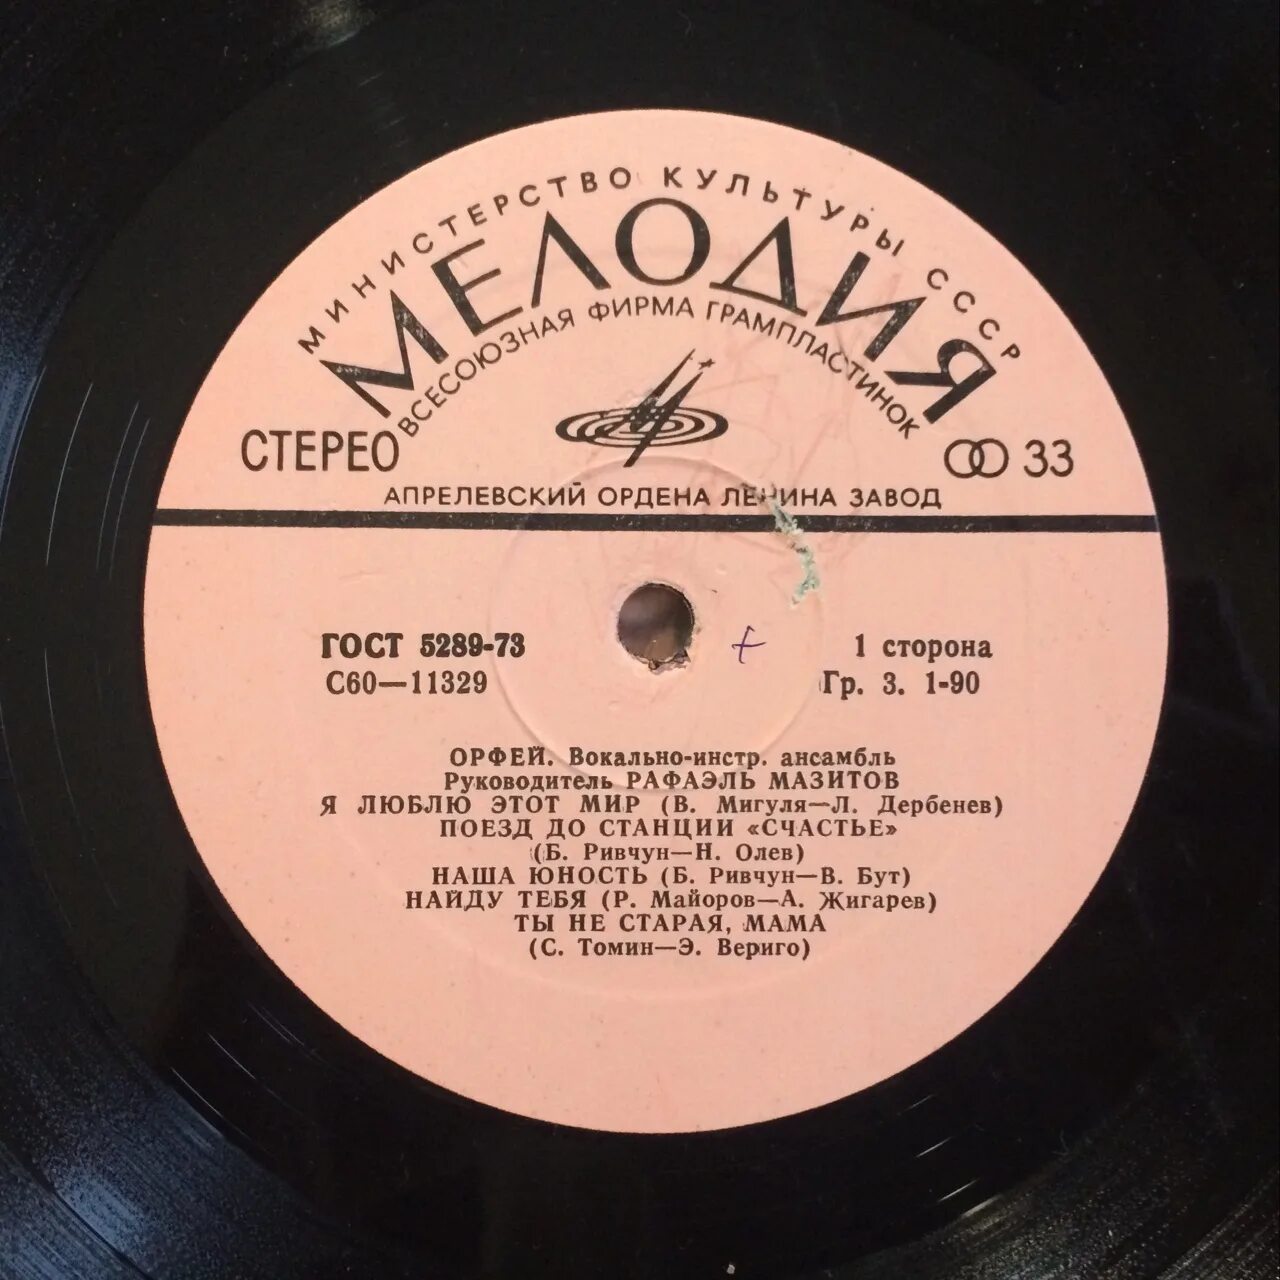 МИНИСТЕРСТВО КУЛЬТУРЫ СССР
МЕЛОДИЯ
ВСЕСОЮЗНАЯ ФИРМА ГРАМПЛАСТИНОК
СТЕРЕО
33
АПРЕЛЕВСКИЙ ОРДЕНА ЛЕНИНА ЗАВОД
ГОСТ 5289-73
1 сторона
С60—11329
Гр. 3. 1-90
ОРФЕЙ. Вокально-инстр. ансамбль
Руководитель РАФАЭЛЬ МАЗИТОВ
Я ЛЮБЛЮ ЭТОТ МИР (В. Мигуля—Л. Дербенев)
ПОЕЗД ДО СТАНЦИИ «СЧАСТЬЕ»
(Б. Ривчун—Н. Олев)
НАША ЮНОСТЬ (Б. Ривчун—В. Бут)
НАЙДУ ТЕБЯ (Р. Майоров—А. Жигарев)
ТЫ НЕ СТАРАЯ, МАМА
(С. Томин—Э. Вериго)